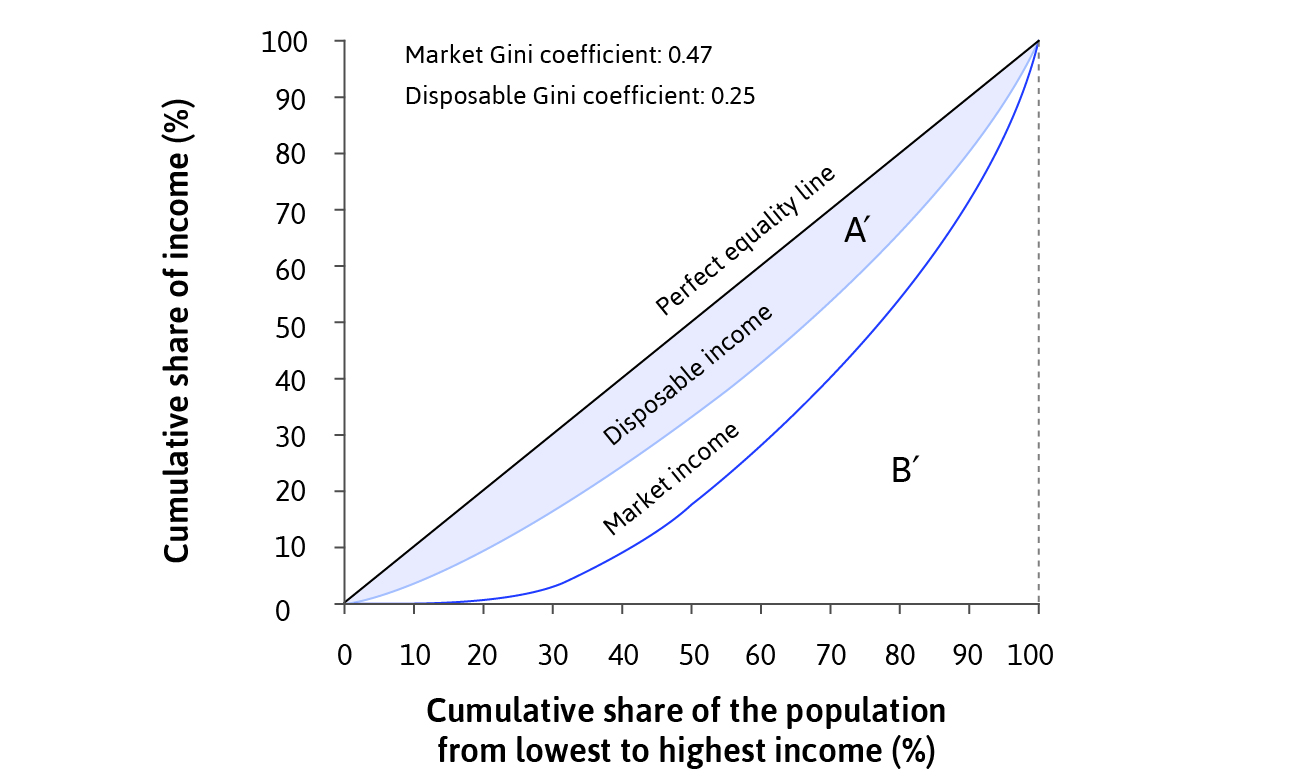 Market Gini coefficient: 0.47
Disposable Gini coefficient: 0.25
Cumulative share of income (%)
100
90
80
70
60
50
40
30
20
10
0
Perfect equality line
A′
Disposable income
Market income
B′
0 10 20 30 40 50 60 70 80 90 100
Cumulative share of the population
from lowest to highest income (%)